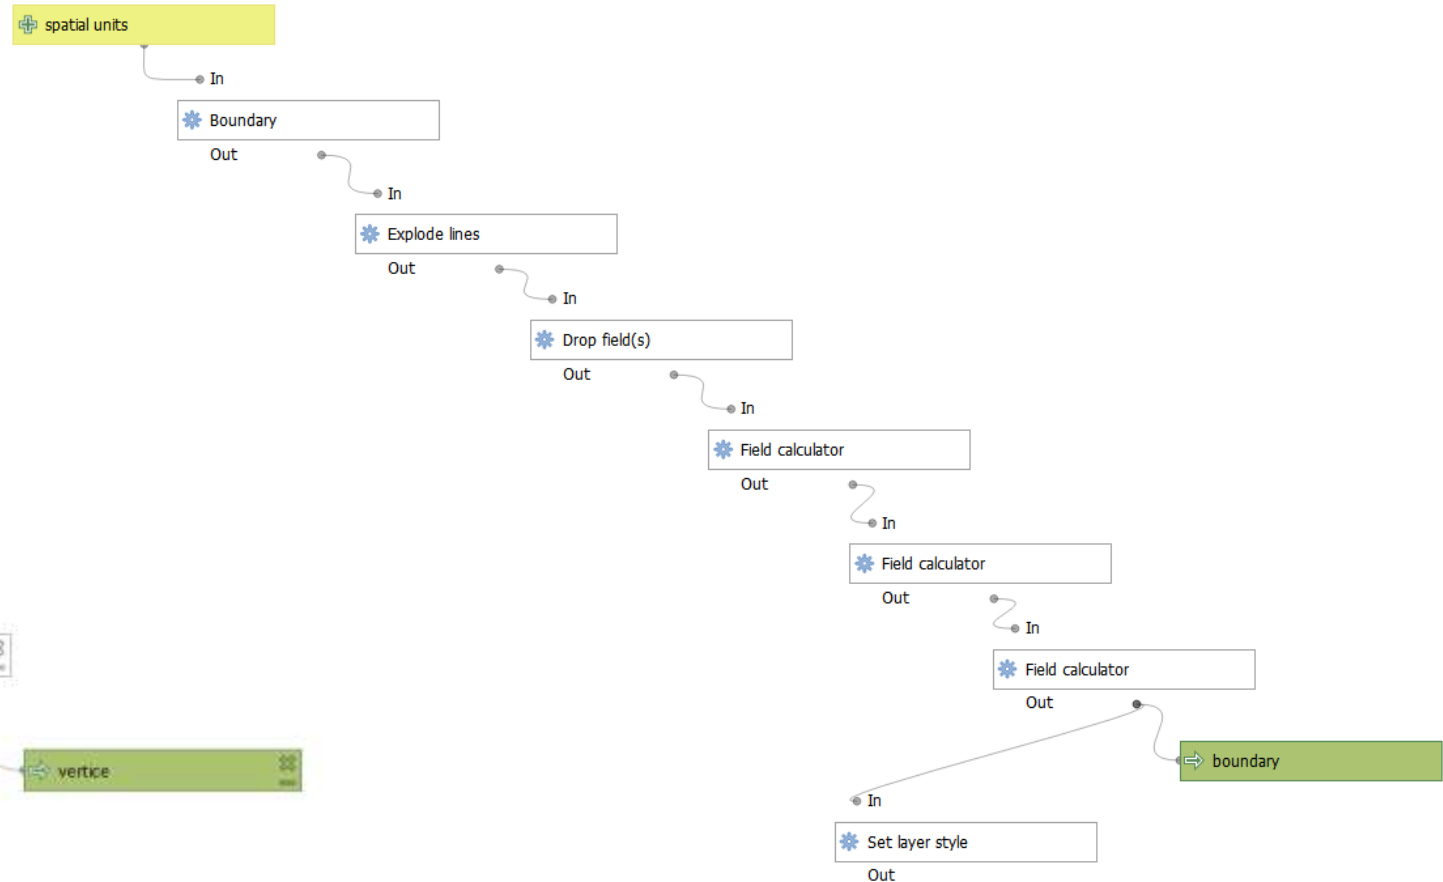 spatial units
In
Boundary
Out
In
Explode lines
Out
In
Drop field(s)
Out
In
Field calculator
Out
In
Field calculator
Out
In
Field calculator
Out
boundary
vertice
In
Set layer style
Out